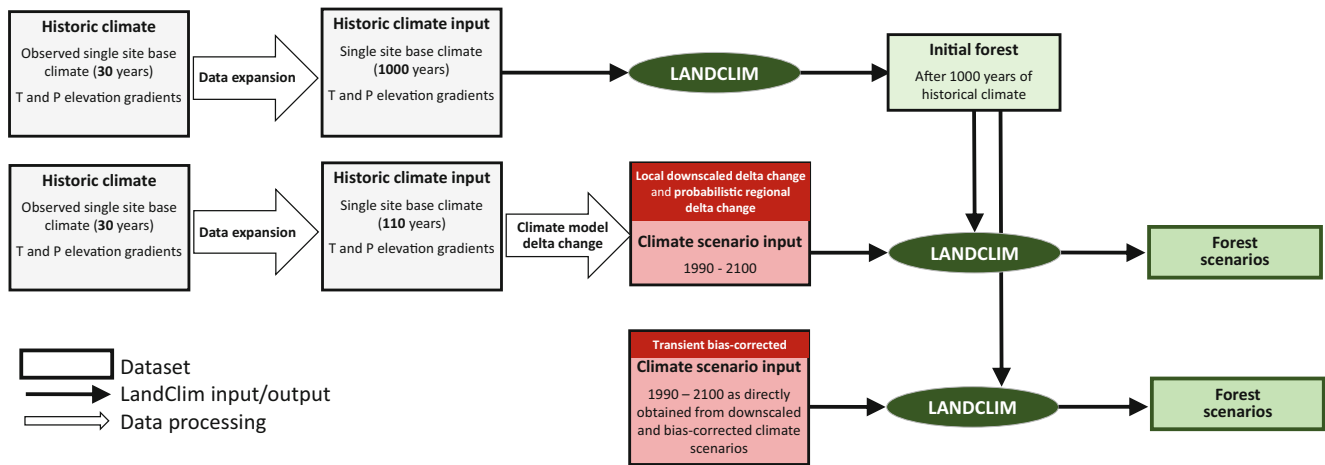 Historic climate
Observed single site base
climate (30 years)
T and P elevation gradients
Data expansion
Historic climate input
Single site base climate
(1000 years)
T and P elevation gradients
LANDCLIM
Initial forest
After 1000 years of
historical climate
Historic climate
Observed single site base
climate (30 years)
T and P elevation gradients
Data expansion
Historic climate input
Single site base climate
(110 years)
T and P elevation gradients
Climate model
delta change
Local downscaled delta change
and probabilistic regional
delta change
Climate scenario input
1990 - 2100
LANDCLIM
Forest
scenarios
Transient bias-corrected
Climate scenario input
1990 – 2100 as directly
obtained from downscaled
and bias-corrected climate
scenarios
LANDCLIM
Forest
scenarios
Dataset
LandClim input/output
Data processing